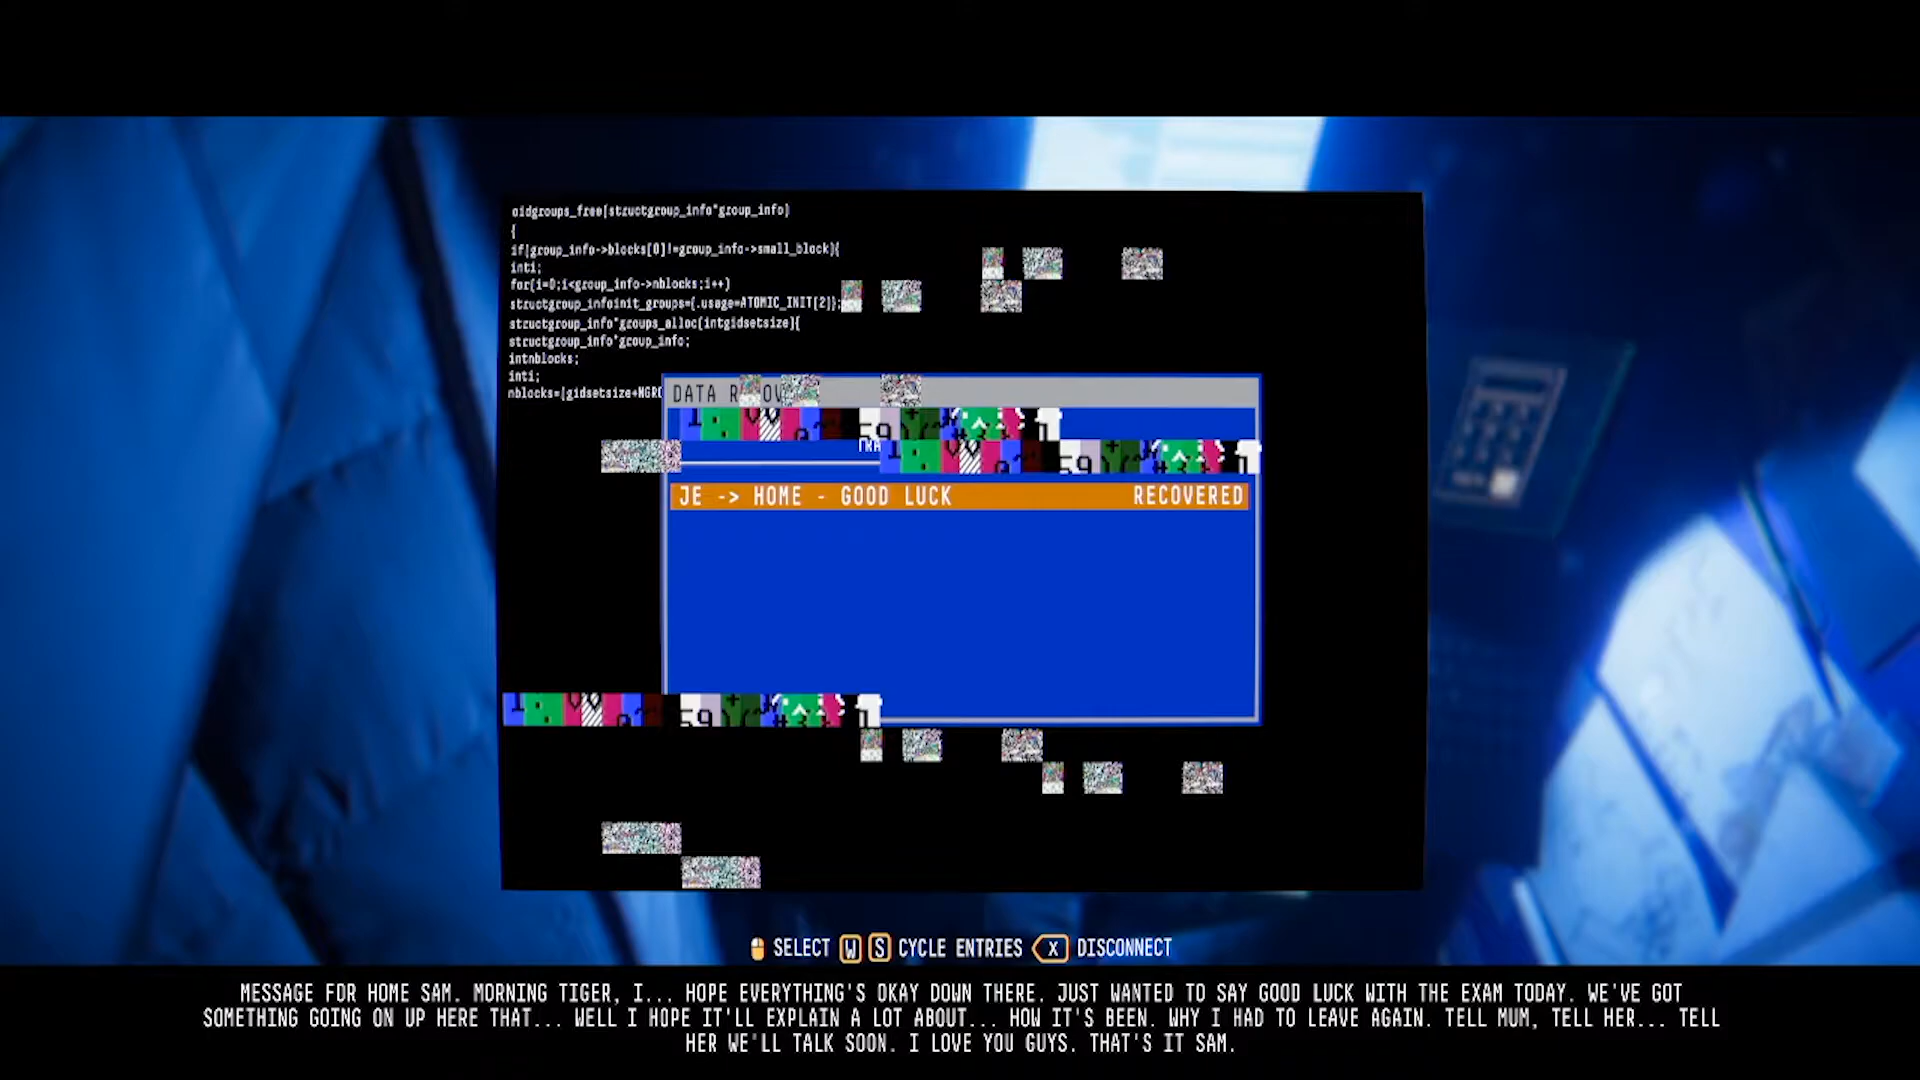 oidgroups_free(structgroup_info*group_info)
{
if(group_info->blocks[0]!=group_info->small_block){
inti;
for(i=0;i<group_info->nblocks;i++)
structgroup_infoinit_groups={.usage=ATOMIC_INIT(2)};
structgroup_info*groups_alloc(intgidsetsize){
structgroup_info*group_info;
intnblocks;
inti;
nblocks=(gidsetsize+NGRO
DATA R OV
TRA
JE -> HOME - GOOD LUCK RECOVERED
SELECT W S CYCLE ENTRIES X DISCONNECT
MESSAGE FOR HOME SAM. MORNING TIGER, I... HOPE EVERYTHING'S OKAY DOWN THERE. JUST WANTED TO SAY GOOD LUCK WITH THE EXAM TODAY. WE'VE GOT
SOMETHING GOING ON UP HERE THAT... WELL I HOPE IT'LL EXPLAIN A LOT ABOUT... HOW IT'S BEEN. WHY I HAD TO LEAVE AGAIN. TELL MUM, TELL HER... TELL
HER WE'LL TALK SOON. I LOVE YOU GUYS. THAT'S IT SAM.